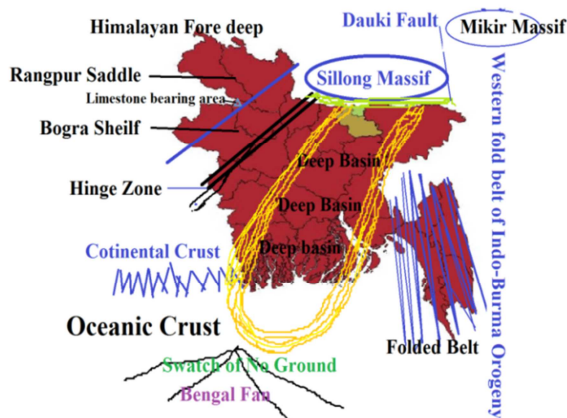 Himalayan Fore deep
Dauki Fault
Mikir Massif
Rangpur Saddle
Sillong Massif
Limestone bearing area
Bogra Sheilf
Deep Basin
Hinge Zone
Deep Basin
Cotinental Crust
Deep basin
Oceanic Crust
Folded Belt
Swatch of No Ground
Bengal Fan
Western fold belt of Indo-Burma Orogeny